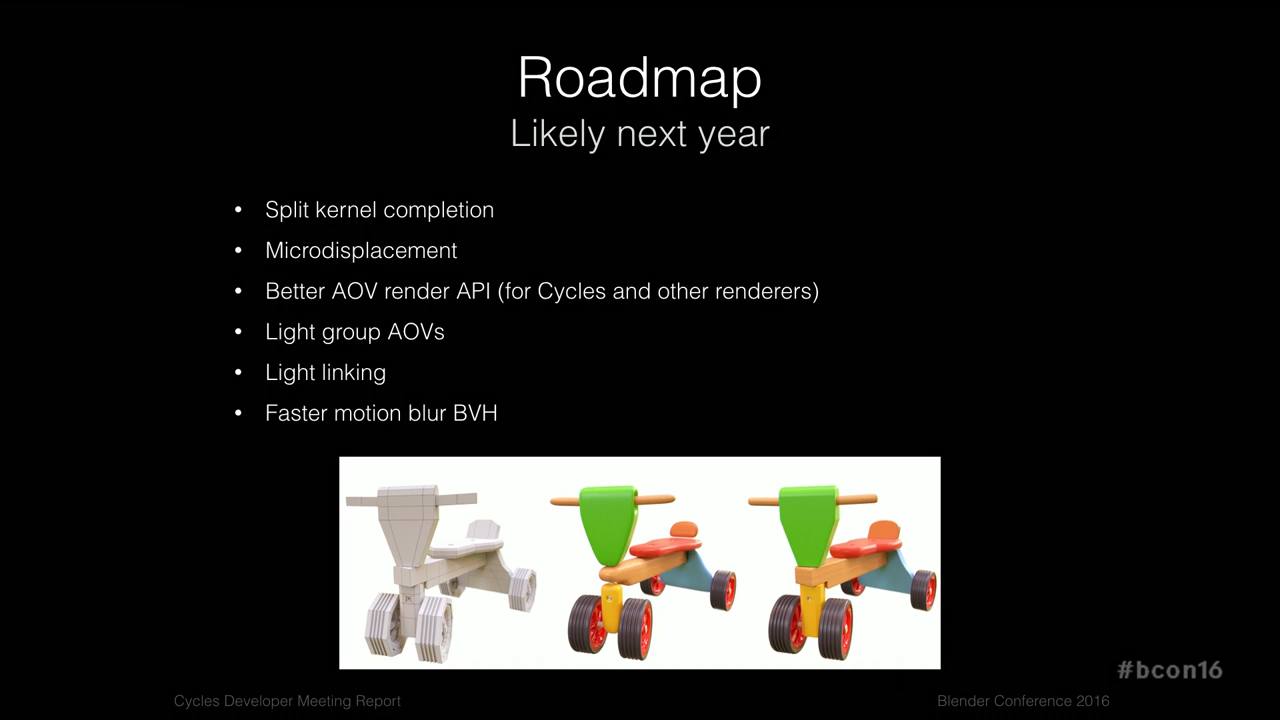 Roadmap
Likely next year
• Split kernel completion
• Microdisplacement
• Better AOV render API (for Cycles and other renderers)
• Light group AOVs
• Light linking
• Faster motion blur BVH
#bcon16
Cycles Developer Meeting Report
Blender Conference 2016